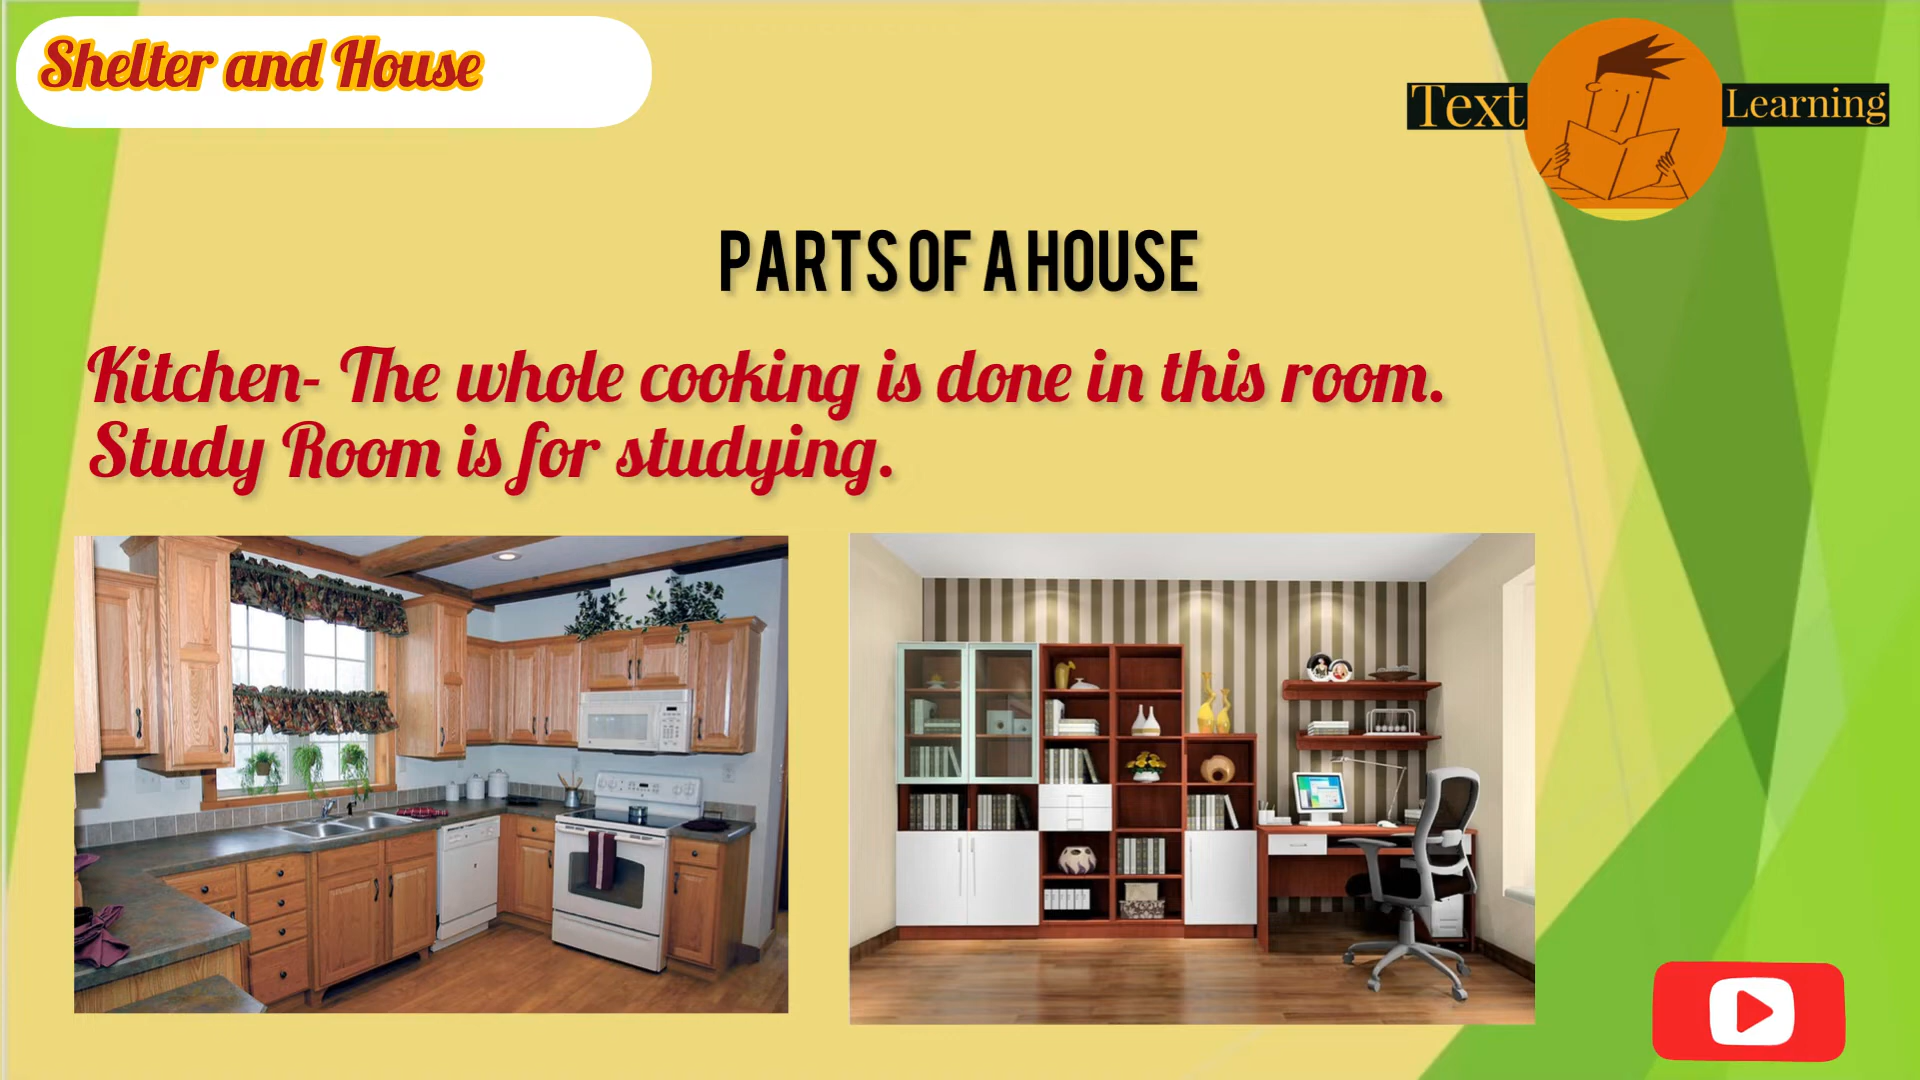 Shelter and House
Text Learning
PARTS OF A HOUSE
Kitchen- The whole cooking is done in this room.
Study Room is for studying.